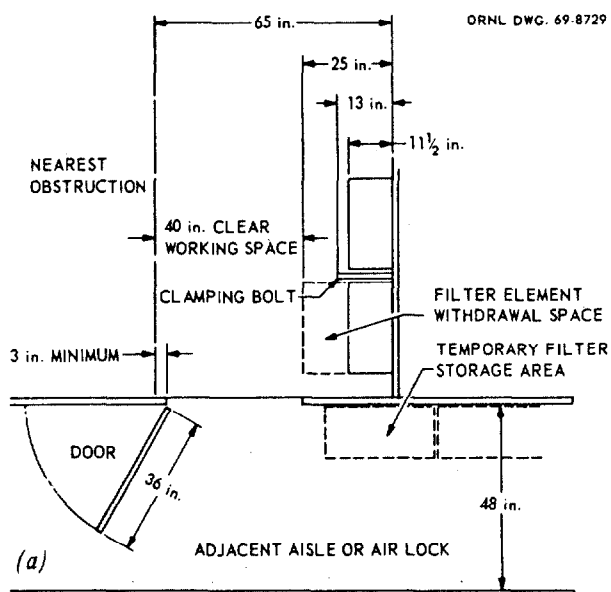 65 in.
ORNL DWG. 69-8729
25 in.
13 in.
11 1/2 in.
NEAREST
OBSTRUCTION
40 in. CLEAR
WORKING SPACE
CLAMPING BOLT
FILTER ELEMENT
WITHDRAWAL SPACE
3 in. MINIMUM
TEMPORARY FILTER
STORAGE AREA
DOOR
36 in.
48 in.
(a)
ADJACENT AISLE OR AIR LOCK